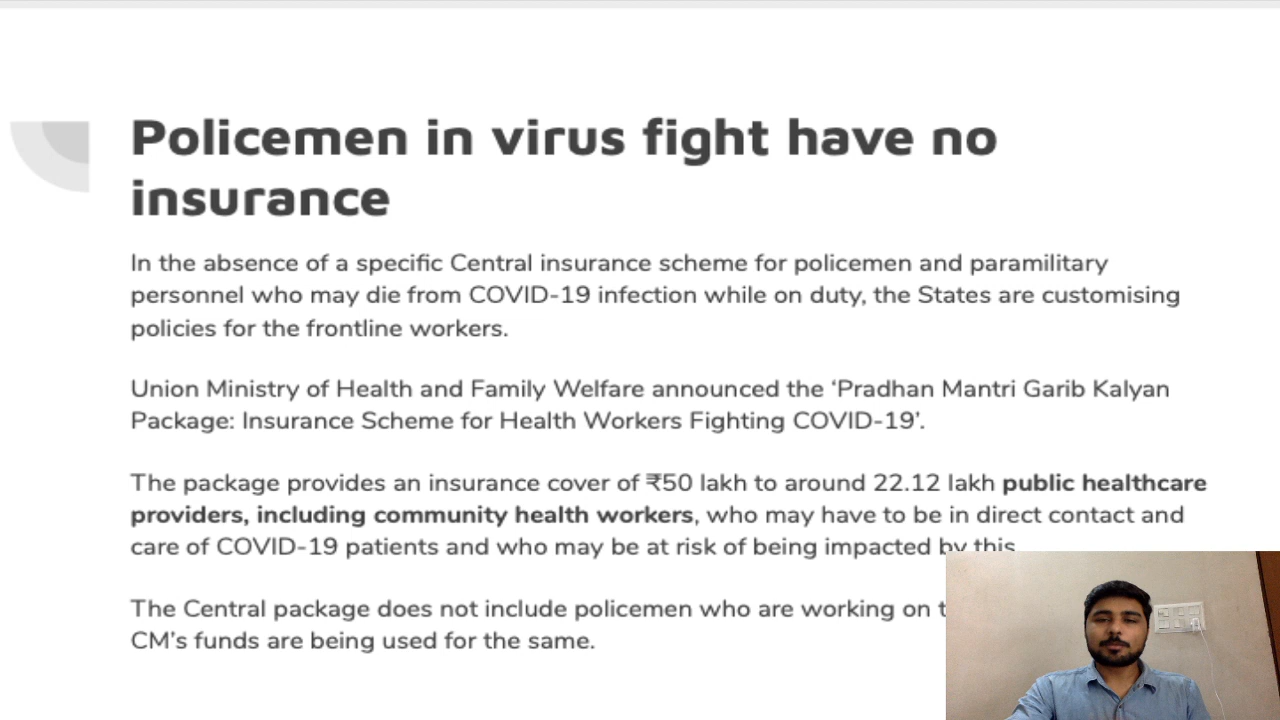 Policemen in virus fight have no
insurance
In the absence of a specific Central insurance scheme for policemen and paramilitary
personnel who may die from COVID-19 infection while on duty, the States are customising
policies for the frontline workers.
Union Ministry of Health and Family Welfare announced the ‘Pradhan Mantri Garib Kalyan
Package: Insurance Scheme for Health Workers Fighting COVID-19’.
The package provides an insurance cover of ₹50 lakh to around 22.12 lakh public healthcare
providers, including community health workers, who may have to be in direct contact and
care of COVID-19 patients and who may be at risk of being impacted by this
The Central package does not include policemen who are working on
CM’s funds are being used for the same.